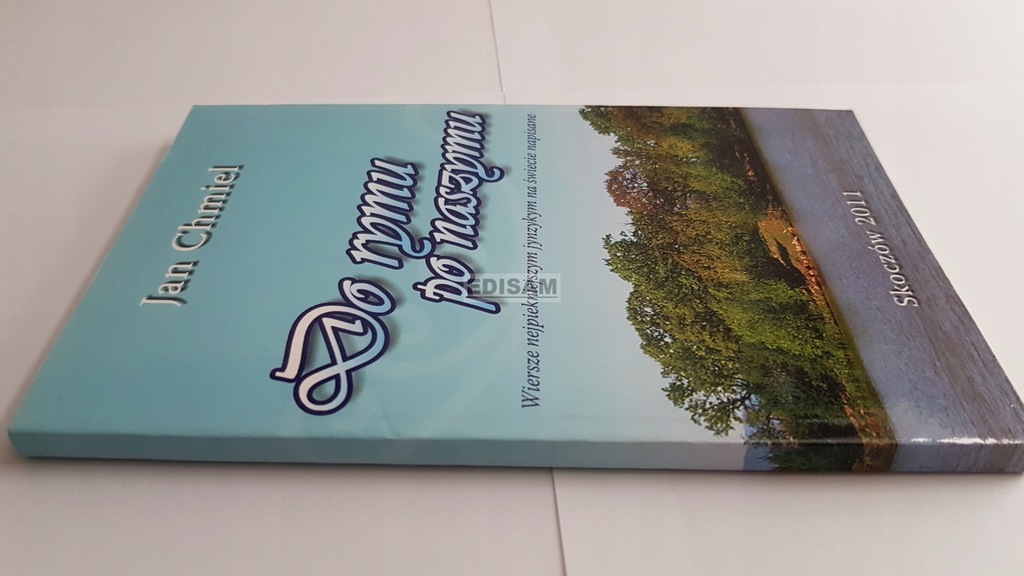 Jan Chmiel
Do rymu
po naszymu
Wiersze nejpiekniejszym jynzykym na świecie napisane
Skoczów 2011
EDISAM